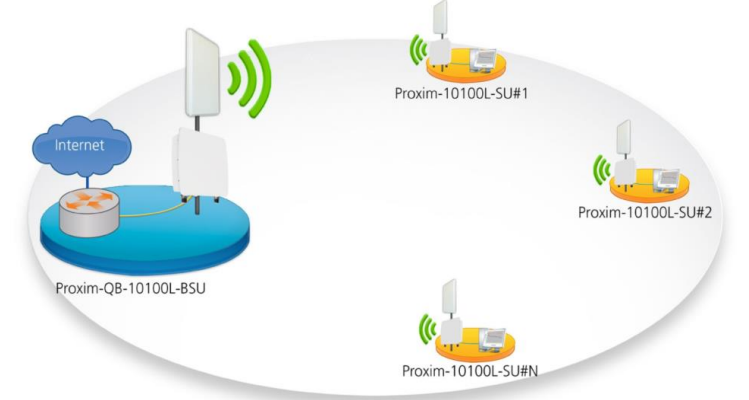 Proxim-10100L-SU#1
Internet
Proxim-10100L-SU#2
Proxim-QB-10100L-BSU
Proxim-10100L-SU#N